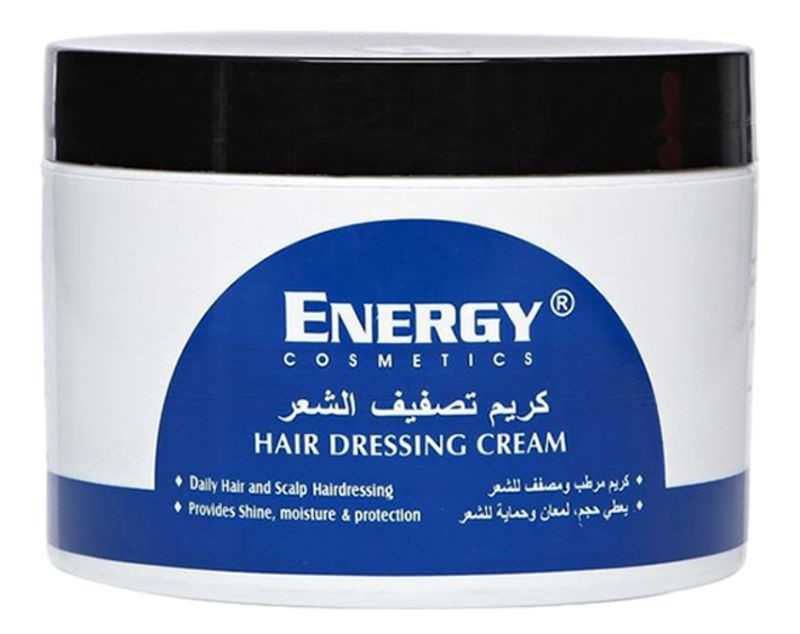 ENERGY®
COSMETICS
كريم تصفيف الشعر
HAIR DRESSING CREAM
♦ Daily Hair and Scalp Hairdressing
♦ Provides Shine, moisture & protection
♦ كريم مرطب ومصفف للشعر
♦ يعطي حجم، لمعان وحماية للشعر